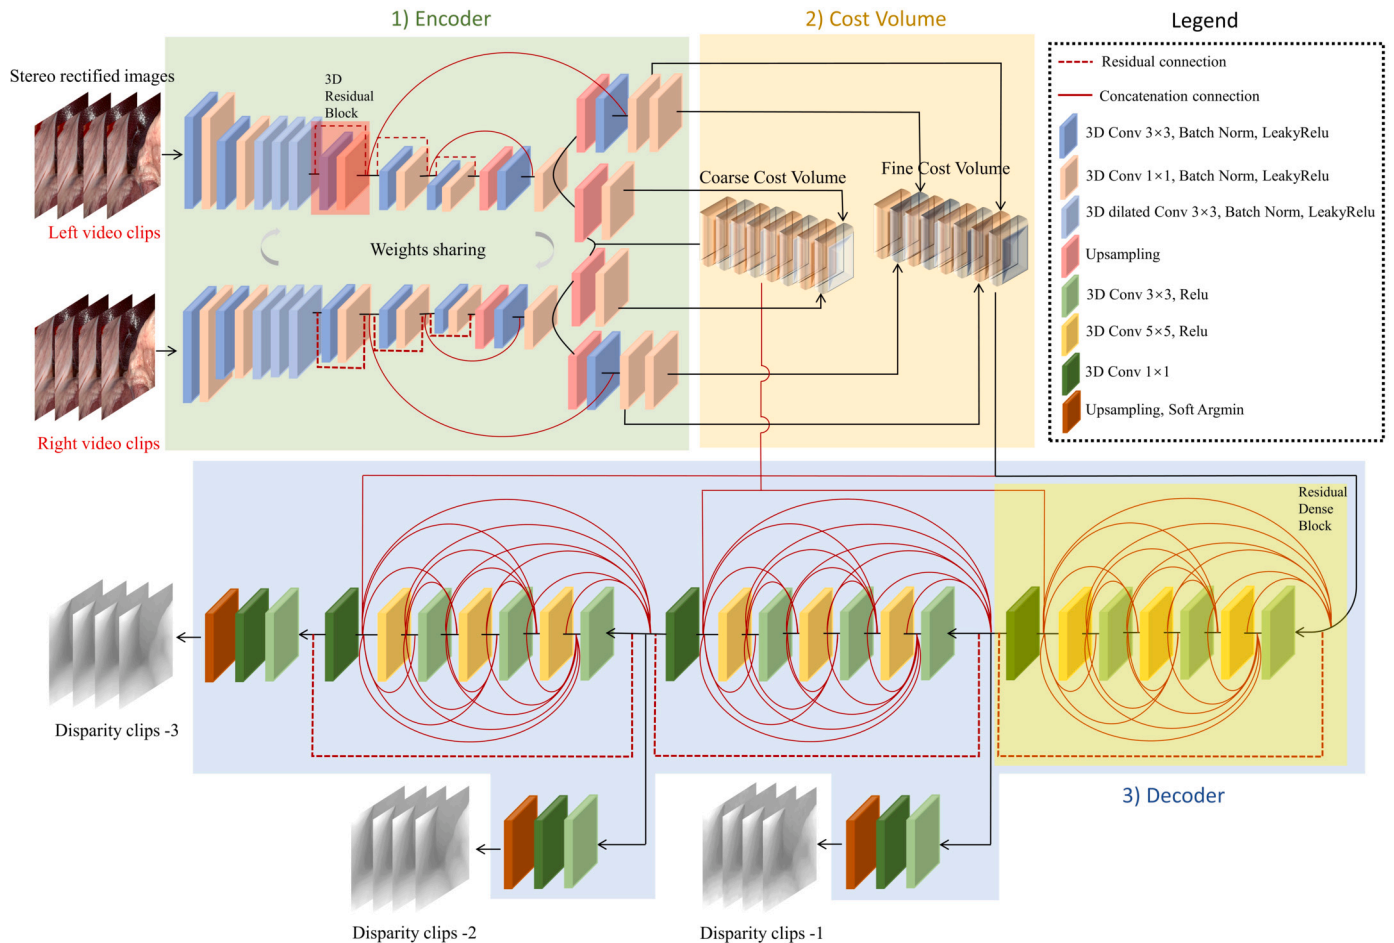 1) Encoder
2) Cost Volume
Legend
Stereo rectified images
3D
Residual
Block
Left video clips
Weights sharing
Right video clips
Coarse Cost Volume
Fine Cost Volume
Residual connection
Concatenation connection
3D Conv 3×3, Batch Norm, LeakyRelu
3D Conv 1×1, Batch Norm, LeakyRelu
3D dilated Conv 3×3, Batch Norm, LeakyRelu
Upsampling
3D Conv 3×3, Relu
3D Conv 5×5, Relu
3D Conv 1×1
Upsampling, Soft Argmin
Residual
Dense
Block
Disparity clips -3
3) Decoder
Disparity clips -2
Disparity clips -1